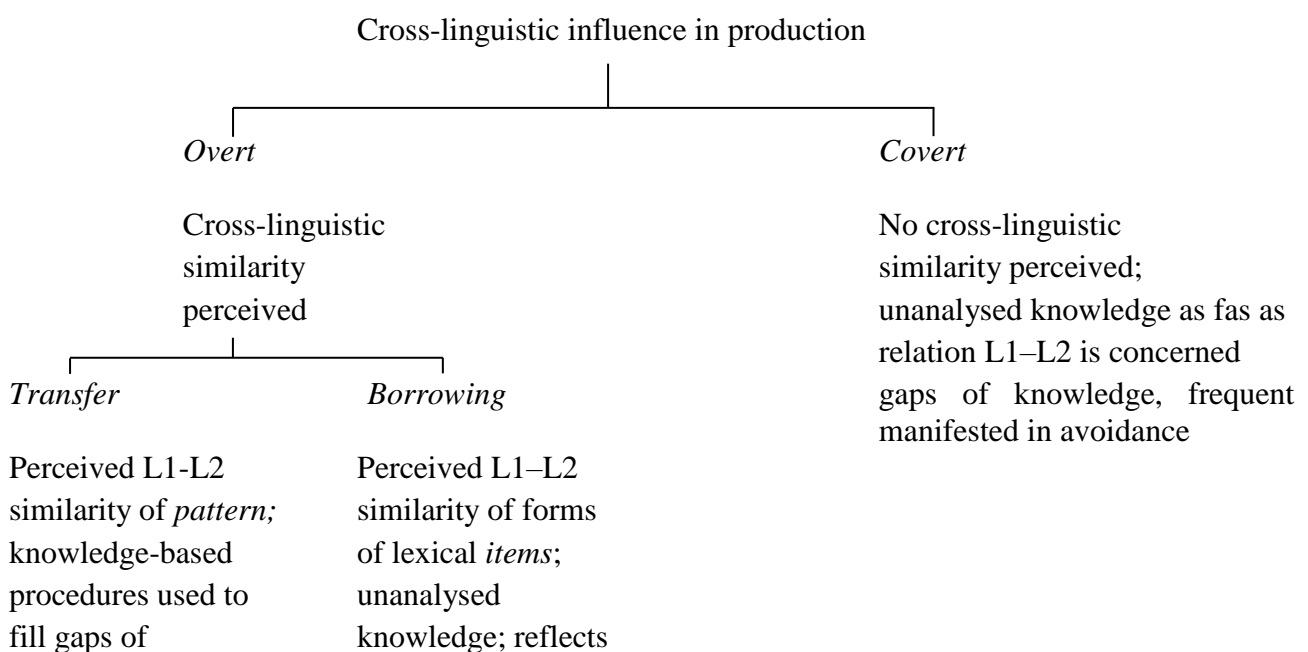 Cross-linguistic influence in production
Overt
Covert
Cross-linguistic
similarity
perceived
No cross-linguistic
similarity perceived;
unanalysed knowledge as fas as
relation L1–L2 is concerned
gaps of knowledge, frequent
manifested in avoidance
Transfer
Borrowing
Perceived L1-L2
similarity of pattern;
knowledge-based
procedures used to
fill gaps of
Perceived L1–L2
similarity of forms
of lexical items;
unanalysed
knowledge; reflects